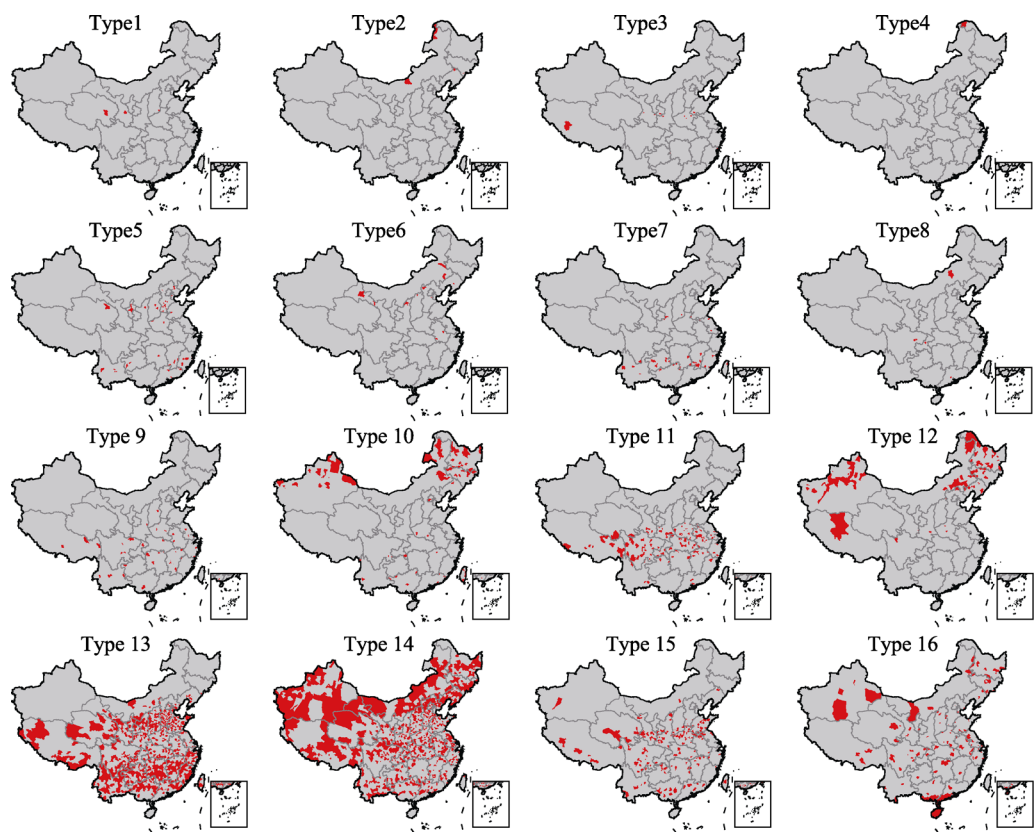 Type1 Type2 Type3 Type4
Type5 Type6 Type7 Type8
Type 9 Type 10 Type 11 Type 12
Type 13 Type 14 Type 15 Type 16